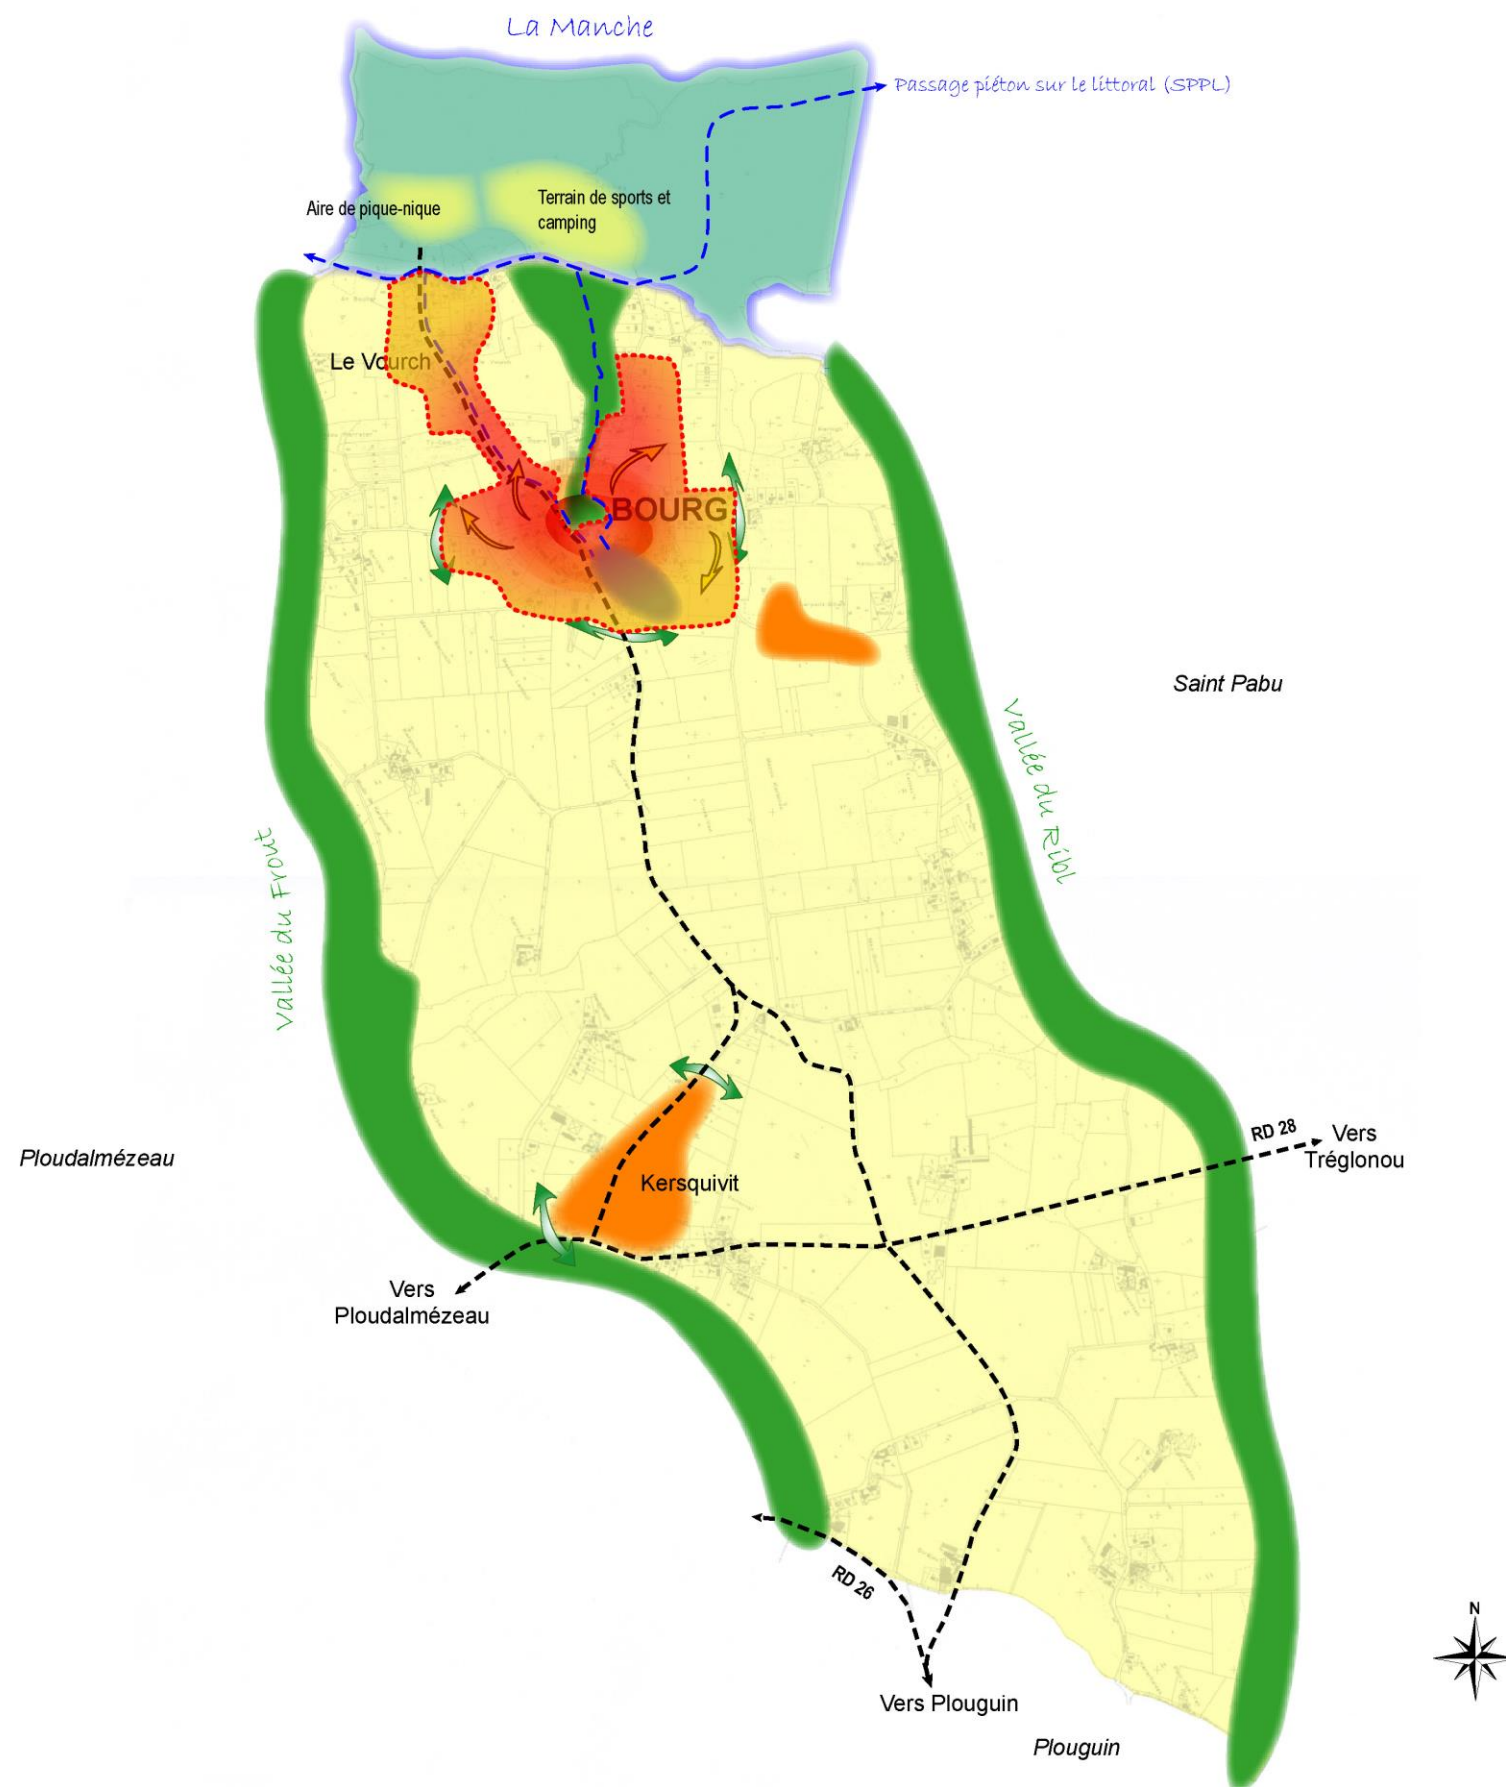 La Manche
Passage piéton sur le littoral (SPPL)
Aire de pique-nique
Terrain de sports et
camping
Le Vourch
BOURG
Saint Pabu
Vallée du Ribl
Vallée du Frout
Ploudalmézeau
Kersquivit
RD 28
Vers
Tréglonou
Vers
Ploudalmézeau
RD 26
N
Vers Plouguin
Plouguin